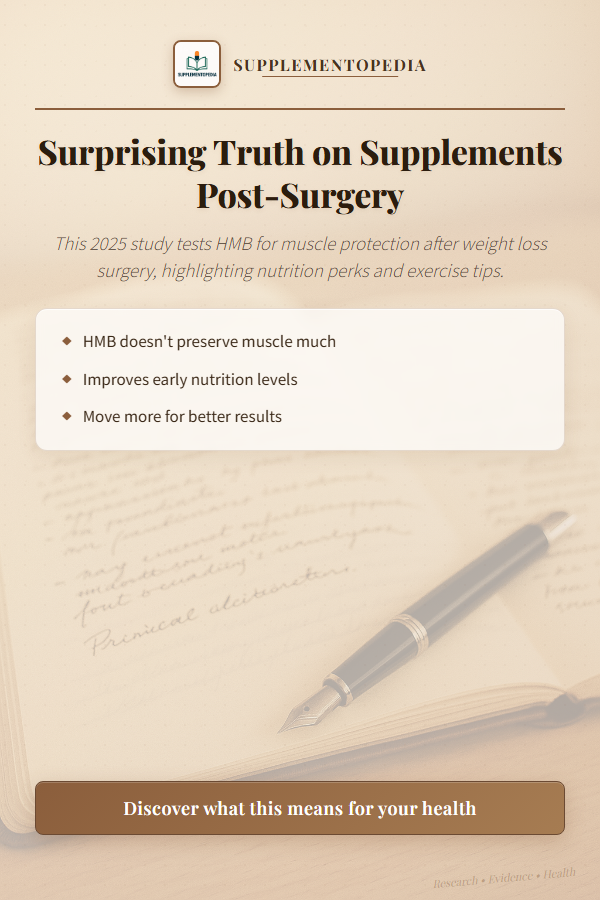 SUPPLEMENTOPEDIA
SUPPLEMENTOPEDIA
Surprising Truth on Supplements
Post-Surgery
This 2025 study tests HMB for muscle protection after weight loss
surgery, highlighting nutrition perks and exercise tips.
HMB doesn't preserve muscle much
Improves early nutrition levels
Move more for better results
Discover what this means for your health
Research • Evidence • Health